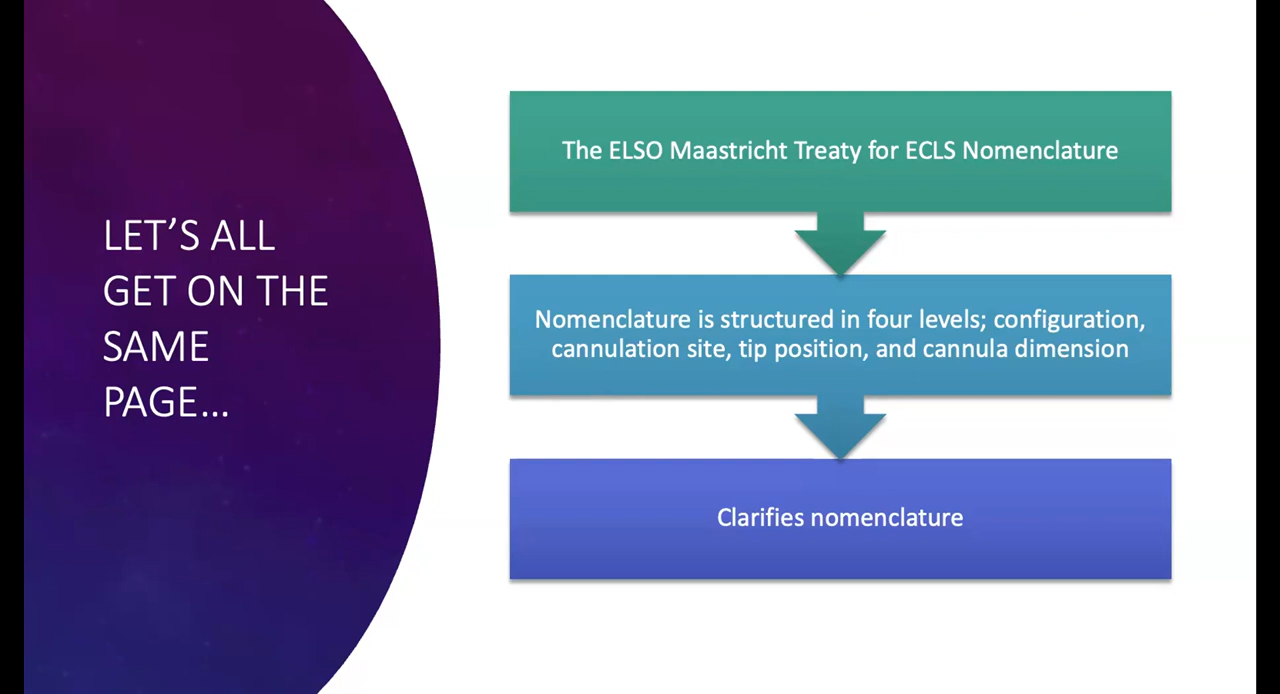 LET’S ALL
GET ON THE
SAME
PAGE…
The ELSO Maastricht Treaty for ECLS Nomenclature
Nomenclature is structured in four levels; configuration,
cannulation site, tip position, and cannula dimension
Clarifies nomenclature